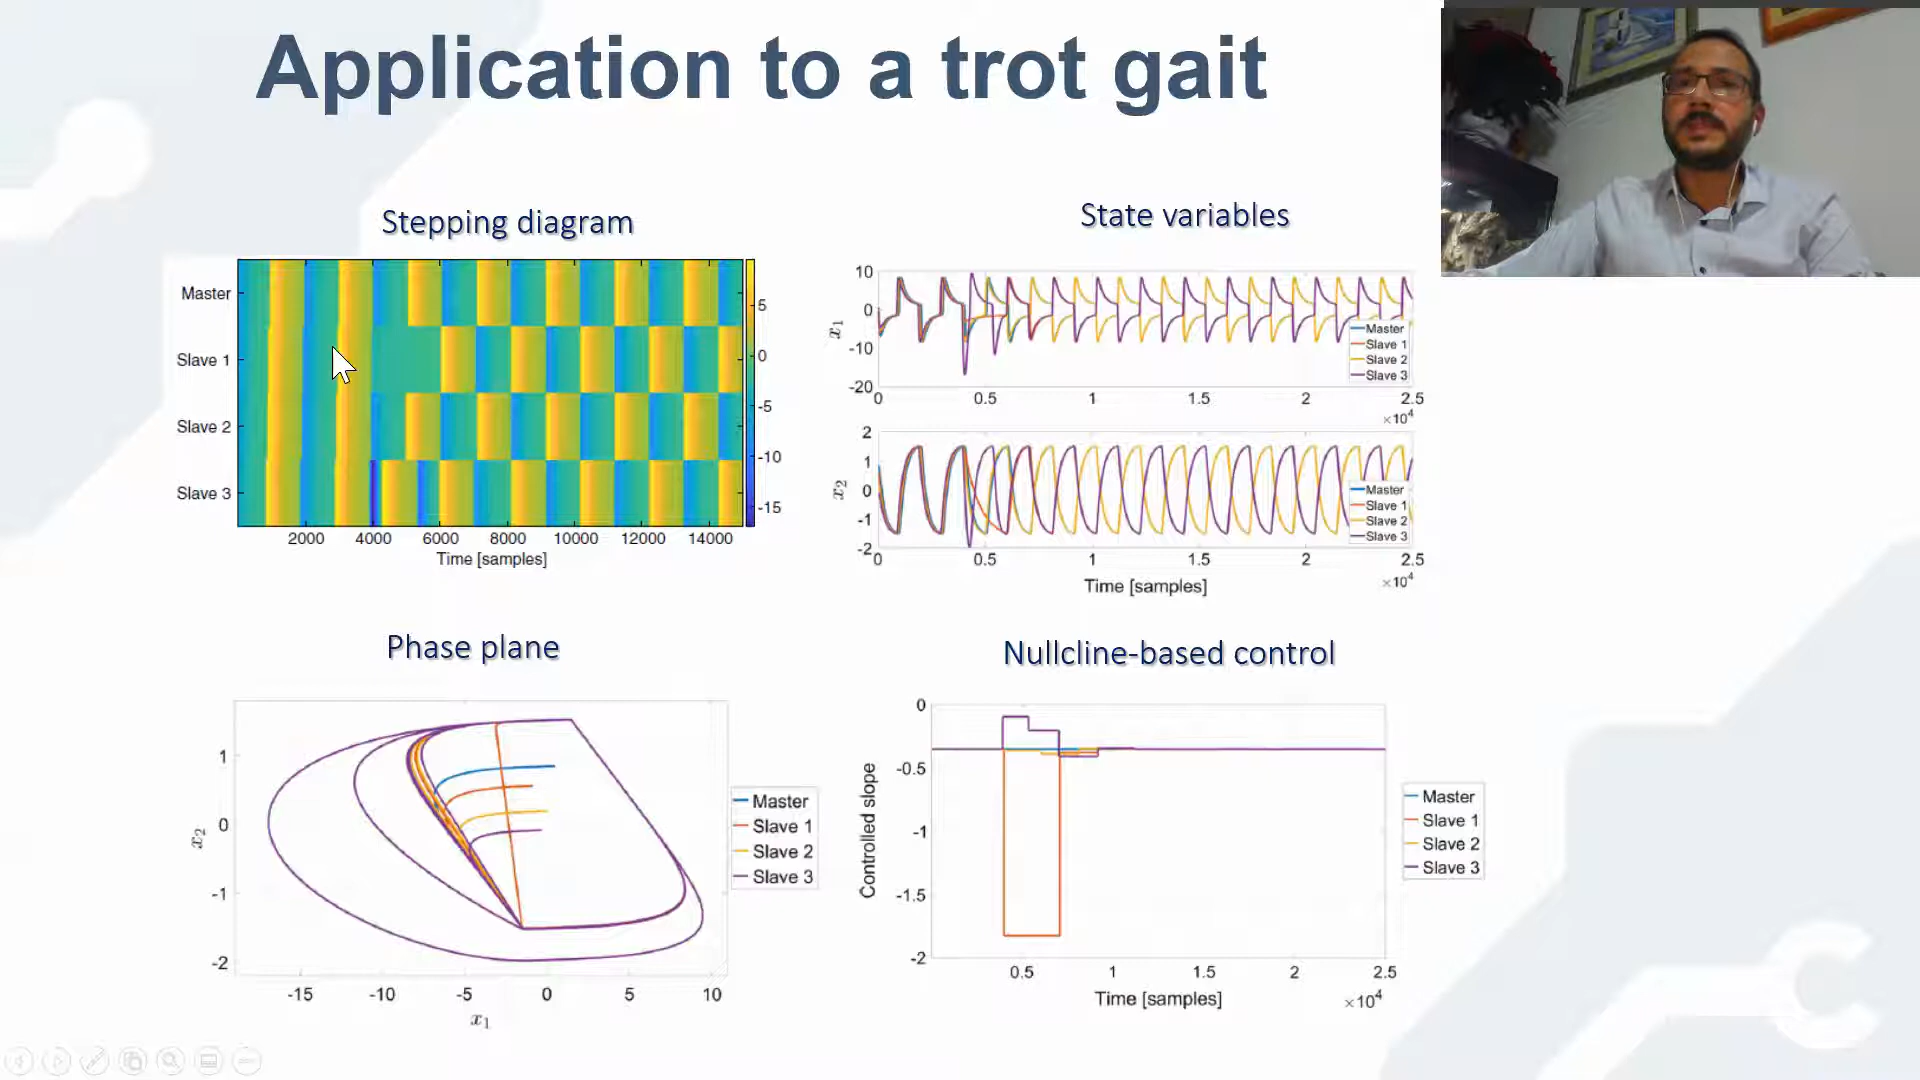 Application to a trot gait
Stepping diagram
Master
Slave 1
Slave 2
Slave 3
5
0
-5
-10
-15
2000 4000 6000 8000 10000 12000 14000
Time [samples]
State variables
10
0
-10
-20
x1
Master
Slave 1
Slave 2
Slave 3
0 0.5 1 1.5 2 2.5
×10^4
2
1
0
-1
-2
x2
Master
Slave 1
Slave 2
Slave 3
0 0.5 1 1.5 2 2.5
Time [samples] ×10^4
Phase plane
1
0
-1
-2
x2
-15 -10 -5 0 5 10
x1
Master
Slave 1
Slave 2
Slave 3
Nullcline-based control
0
-0.5
-1
-1.5
-2
Controlled slope
0.5 1 1.5 2 2.5
Time [samples] ×10^4
Master
Slave 1
Slave 2
Slave 3